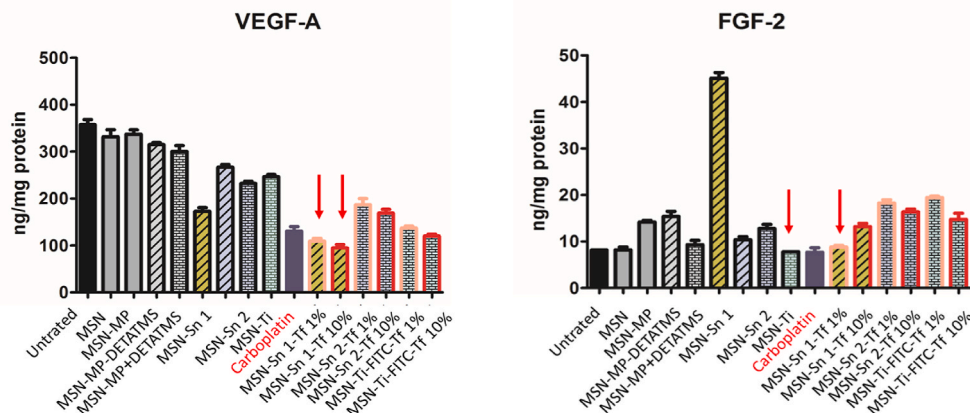 VEGF-A
ng/mg protein
500
400
300
200
100
0
Untrated
MSN
MSN-MP
MSN-MP-DETATMS
MSN-MP+DETATMS
MSN-Sn 1
MSN-Sn 2
MSN-Ti
Carboplatin
MSN-Sn 1-Tf 1%
MSN-Sn 1-Tf 10%
MSN-Sn 2-Tf 1%
MSN-Sn 2-Tf 10%
MSN-Ti-FITC-Tf 1%
MSN-Ti-FITC-Tf 10%
FGF-2
ng/mg protein
50
40
30
20
10
0
Untrated
MSN
MSN-MP
MSN-MP-DETATMS
MSN-MP+DETATMS
MSN-Sn 1
MSN-Sn 2
MSN-Ti
Carboplatin
MSN-Sn 1-Tf 1%
MSN-Sn 1-Tf 10%
MSN-Sn 2-Tf 1%
MSN-Sn 2-Tf 10%
MSN-Ti-FITC-Tf 1%
MSN-Ti-FITC-Tf 10%